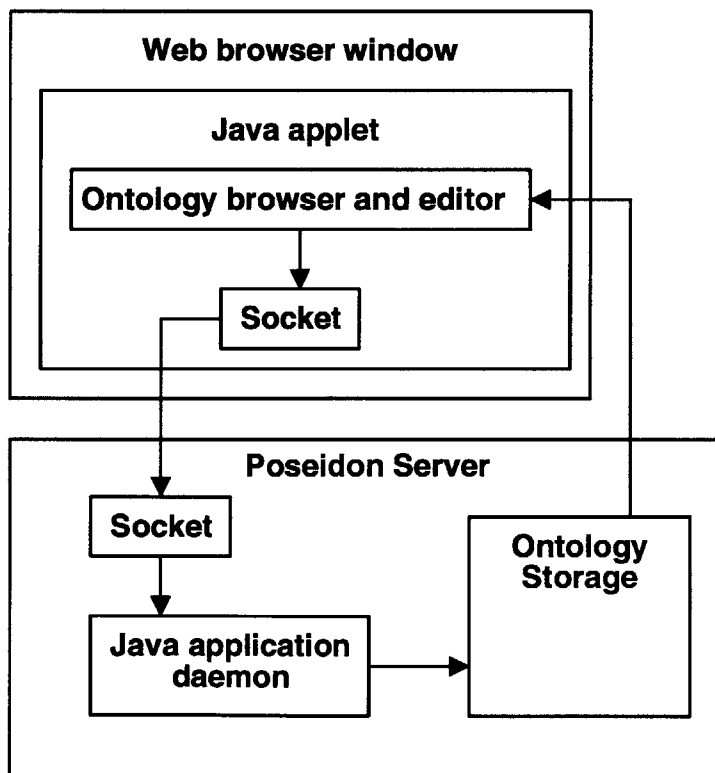 Web browser window
Java applet
Ontology browser and editor
Socket
Poseidon Server
Socket
Ontology
Storage
Java application
daemon